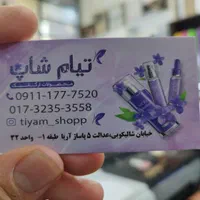 تیام شاپ
0911-177-7520
017-3235-3558
tiyam_shopp
خیابان شالیکوبی،عدالت ۵ پاساژ آریا طبقه ۱- واحد ۳۲